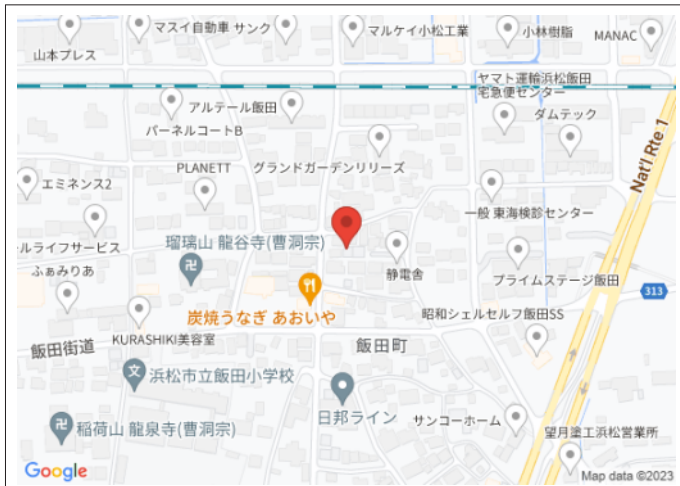 マスイ自動車 サンク
マルケイ小松工業
小林樹脂
MANAC
山本プレス
ヤマト運輸浜松飯田
宅急便センター
アルテール飯田
ダムテック
パーネルコートB
PLANETT
グランドガーデンリリーズ
Nat'l Rte 1
エミネンス2
一般 東海検診センター
ールライフサービス
瑠璃山 龍谷寺(曹洞宗)
ふぁみりあ
静電舎
プライムステージ飯田
313
炭焼うなぎ あおいや
昭和シェルセルフ飯田SS
KURASHIKI美容室
飯田街道
飯田町
文
浜松市立飯田小学校
日邦ライン
サンコーホーム
稲荷山 龍泉寺(曹洞宗)
望月塗工浜松営業所
Google
Map data ©2023